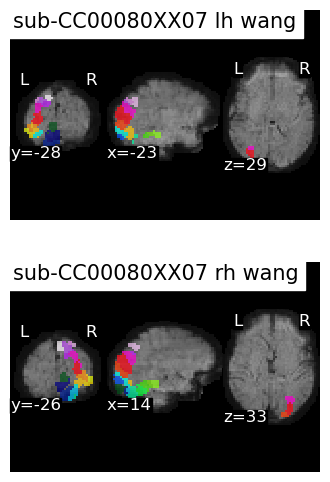 sub-CC00080XX07 lh wang
L R L R
y=-28 x=-23 z=29
sub-CC00080XX07 rh wang
L R L R
y=-26 x=14 z=33